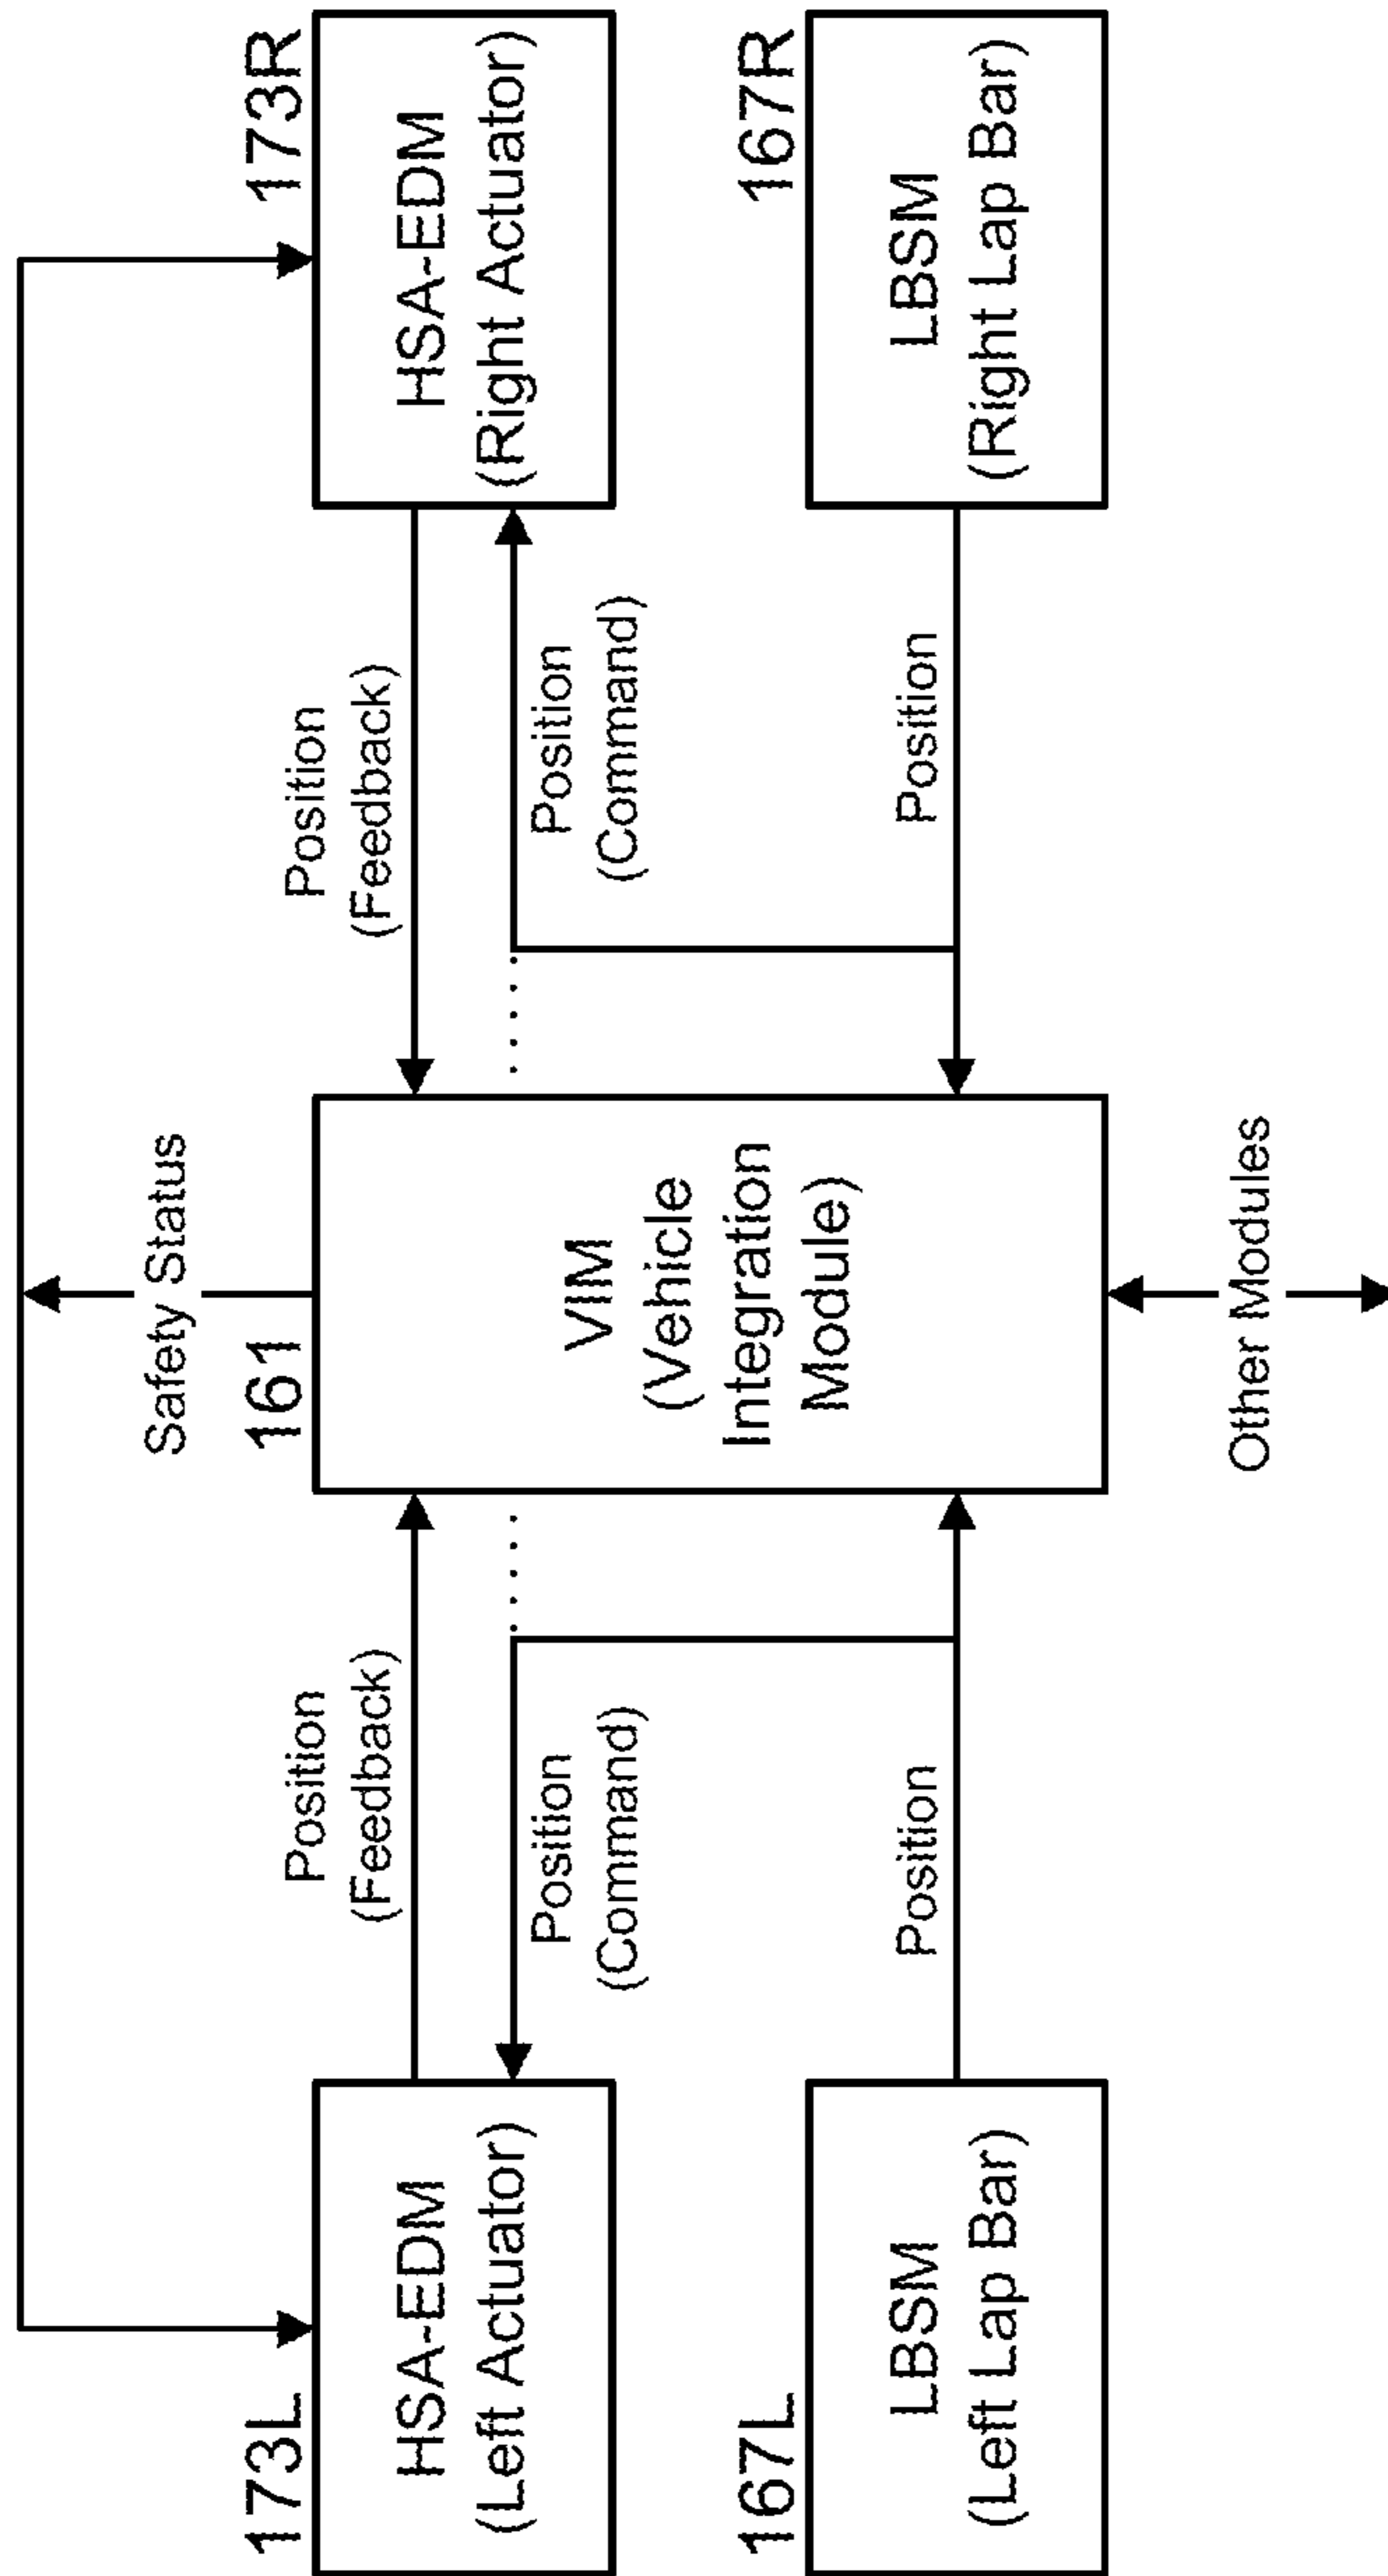 Safety Status
173L
161
173R
HSA-EDM
(Left Actuator)
Position
(Feedback)
Position
(Command)
VIM
(Vehicle
Integration
Module)
Position
(Feedback)
Position
(Command)
HSA-EDM
(Right Actuator)
167L
LBSM
(Left Lap Bar)
Position
Position
167R
LBSM
(Right Lap Bar)
Other Modules